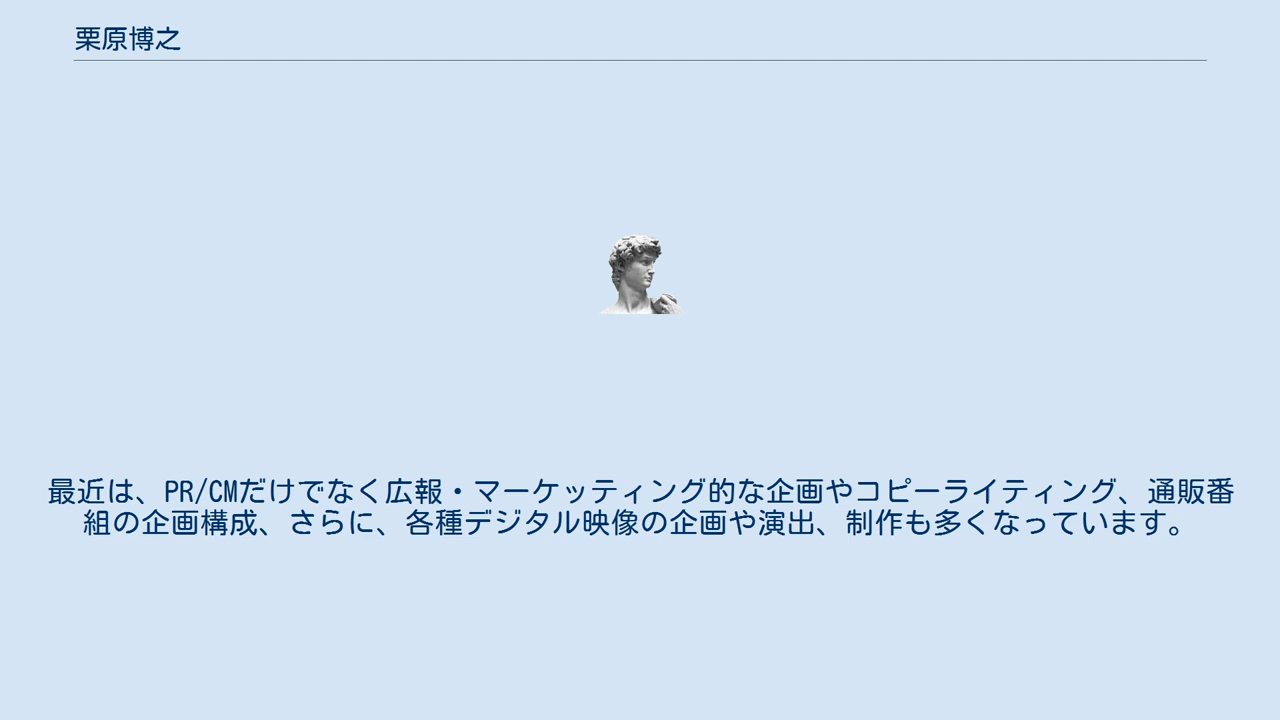 栗原博之
最近は、PR/CMだけでなく広報・マーケッティング的な企画やコピーライティング、通販番
組の企画構成、さらに、各種デジタル映像の企画や演出、制作も多くなっています。